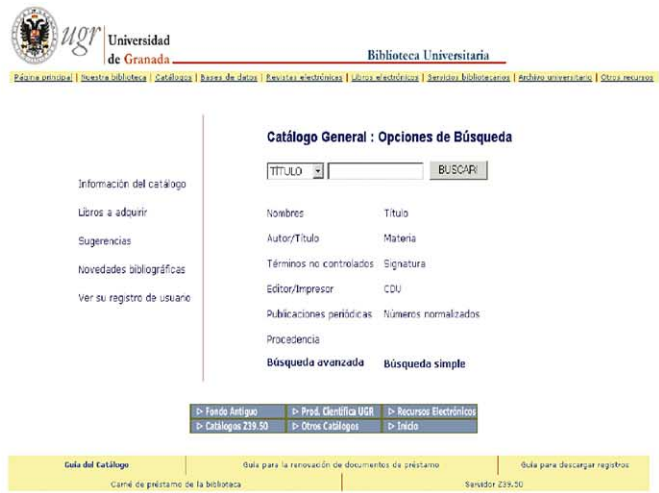 ugr Universidad
de Granada
Biblioteca Universitaria
Página principal | Nuestra biblioteca | Catálogos | Bases de datos | Revistas electrónicas | Libros electrónicos | Servicios bibliotecarios | Archivo universitario | Otros recursos
Catálogo General : Opciones de Búsqueda
TÍTULO BUSCAR
Información del catálogo
Libros a adquirir
Sugerencias
Novedades bibliográficas
Ver su registro de usuario
Nombres Título
Autor/Título Materia
Términos no controlados Signatura
Editor/Impresor CDU
Publicaciones periódicas Números normalizados
Procedencia
Búsqueda avanzada Búsqueda simple
Fondo Antiguo Prod. Científica UGR Recursos Electrónicos
Catálogos Z39.50 Otros Catálogos Inicio
Guía del Catálogo Guía para la renovación de documentos de préstamo Guía para descargar registros
Carné de préstamo de la biblioteca Servidor Z39.50